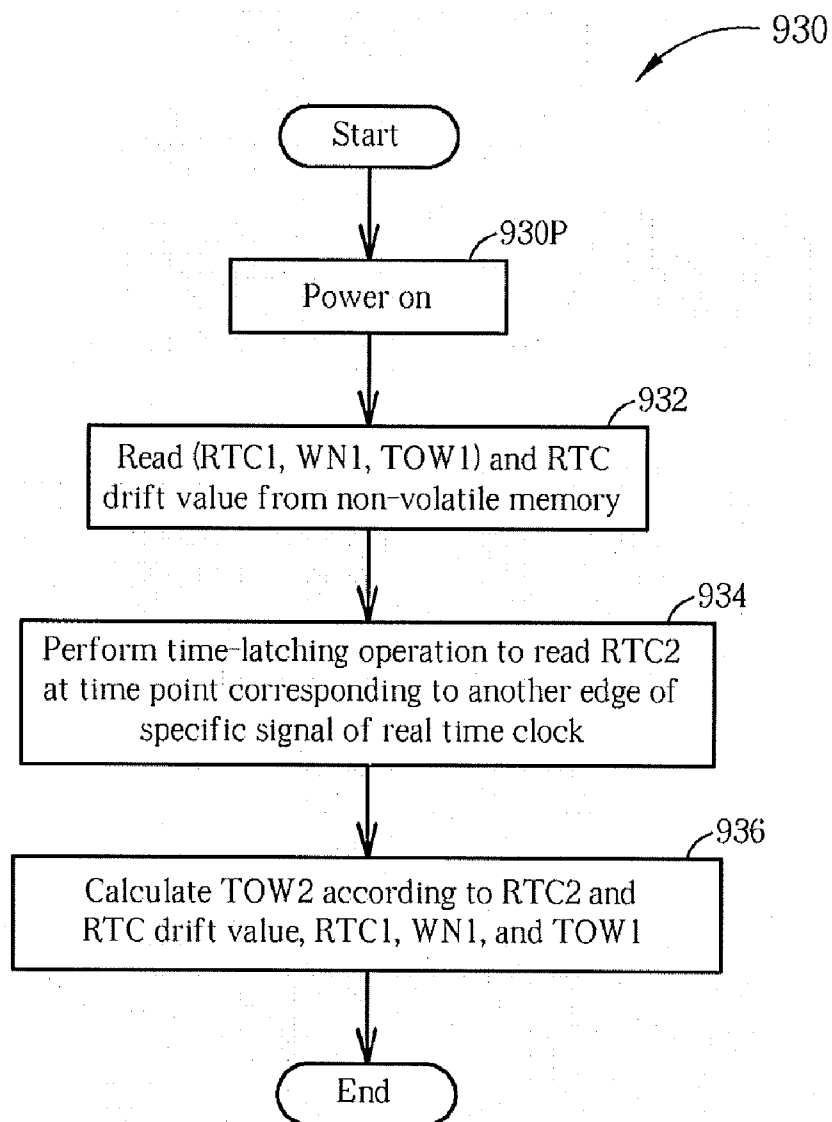 930
Start
930P
Power on
932
Read (RTC1, WN1, TOW1) and RTC
drift value from non-volatile memory
934
Perform time-latching operation to read RTC2
at time point corresponding to another edge of
specific signal of real time clock
936
Calculate TOW2 according to RTC2 and
RTC drift value, RTC1, WN1, and TOW1
End